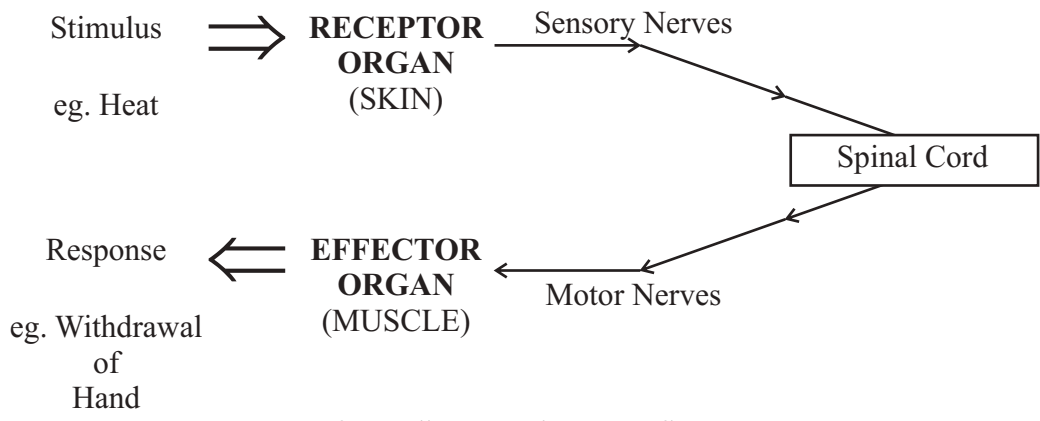 Stimulus
eg. Heat
RECEPTOR
ORGAN
(SKIN)
Sensory Nerves
Spinal Cord
Response
eg. Withdrawal
of
Hand
EFFECTOR
ORGAN
(MUSCLE)
Motor Nerves